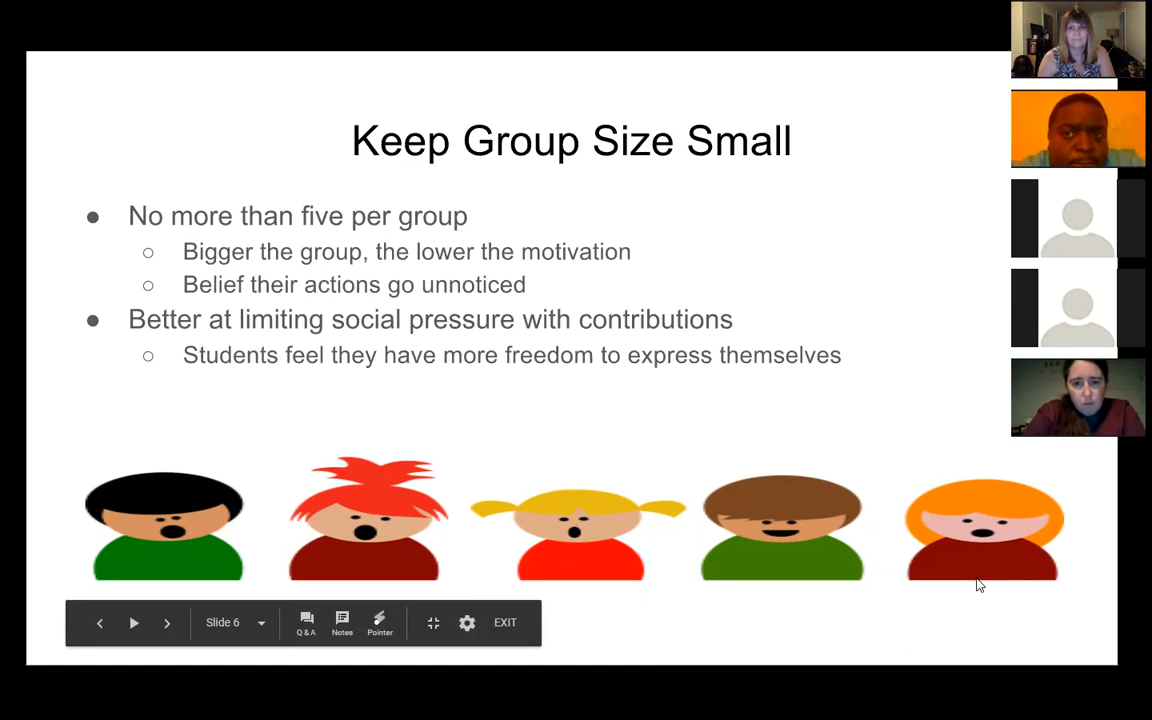 Keep Group Size Small
● No more than five per group
○ Bigger the group, the lower the motivation
○ Belief their actions go unnoticed
● Better at limiting social pressure with contributions
○ Students feel they have more freedom to express themselves
Slide 6
Q & A
Notes
Pointer
EXIT